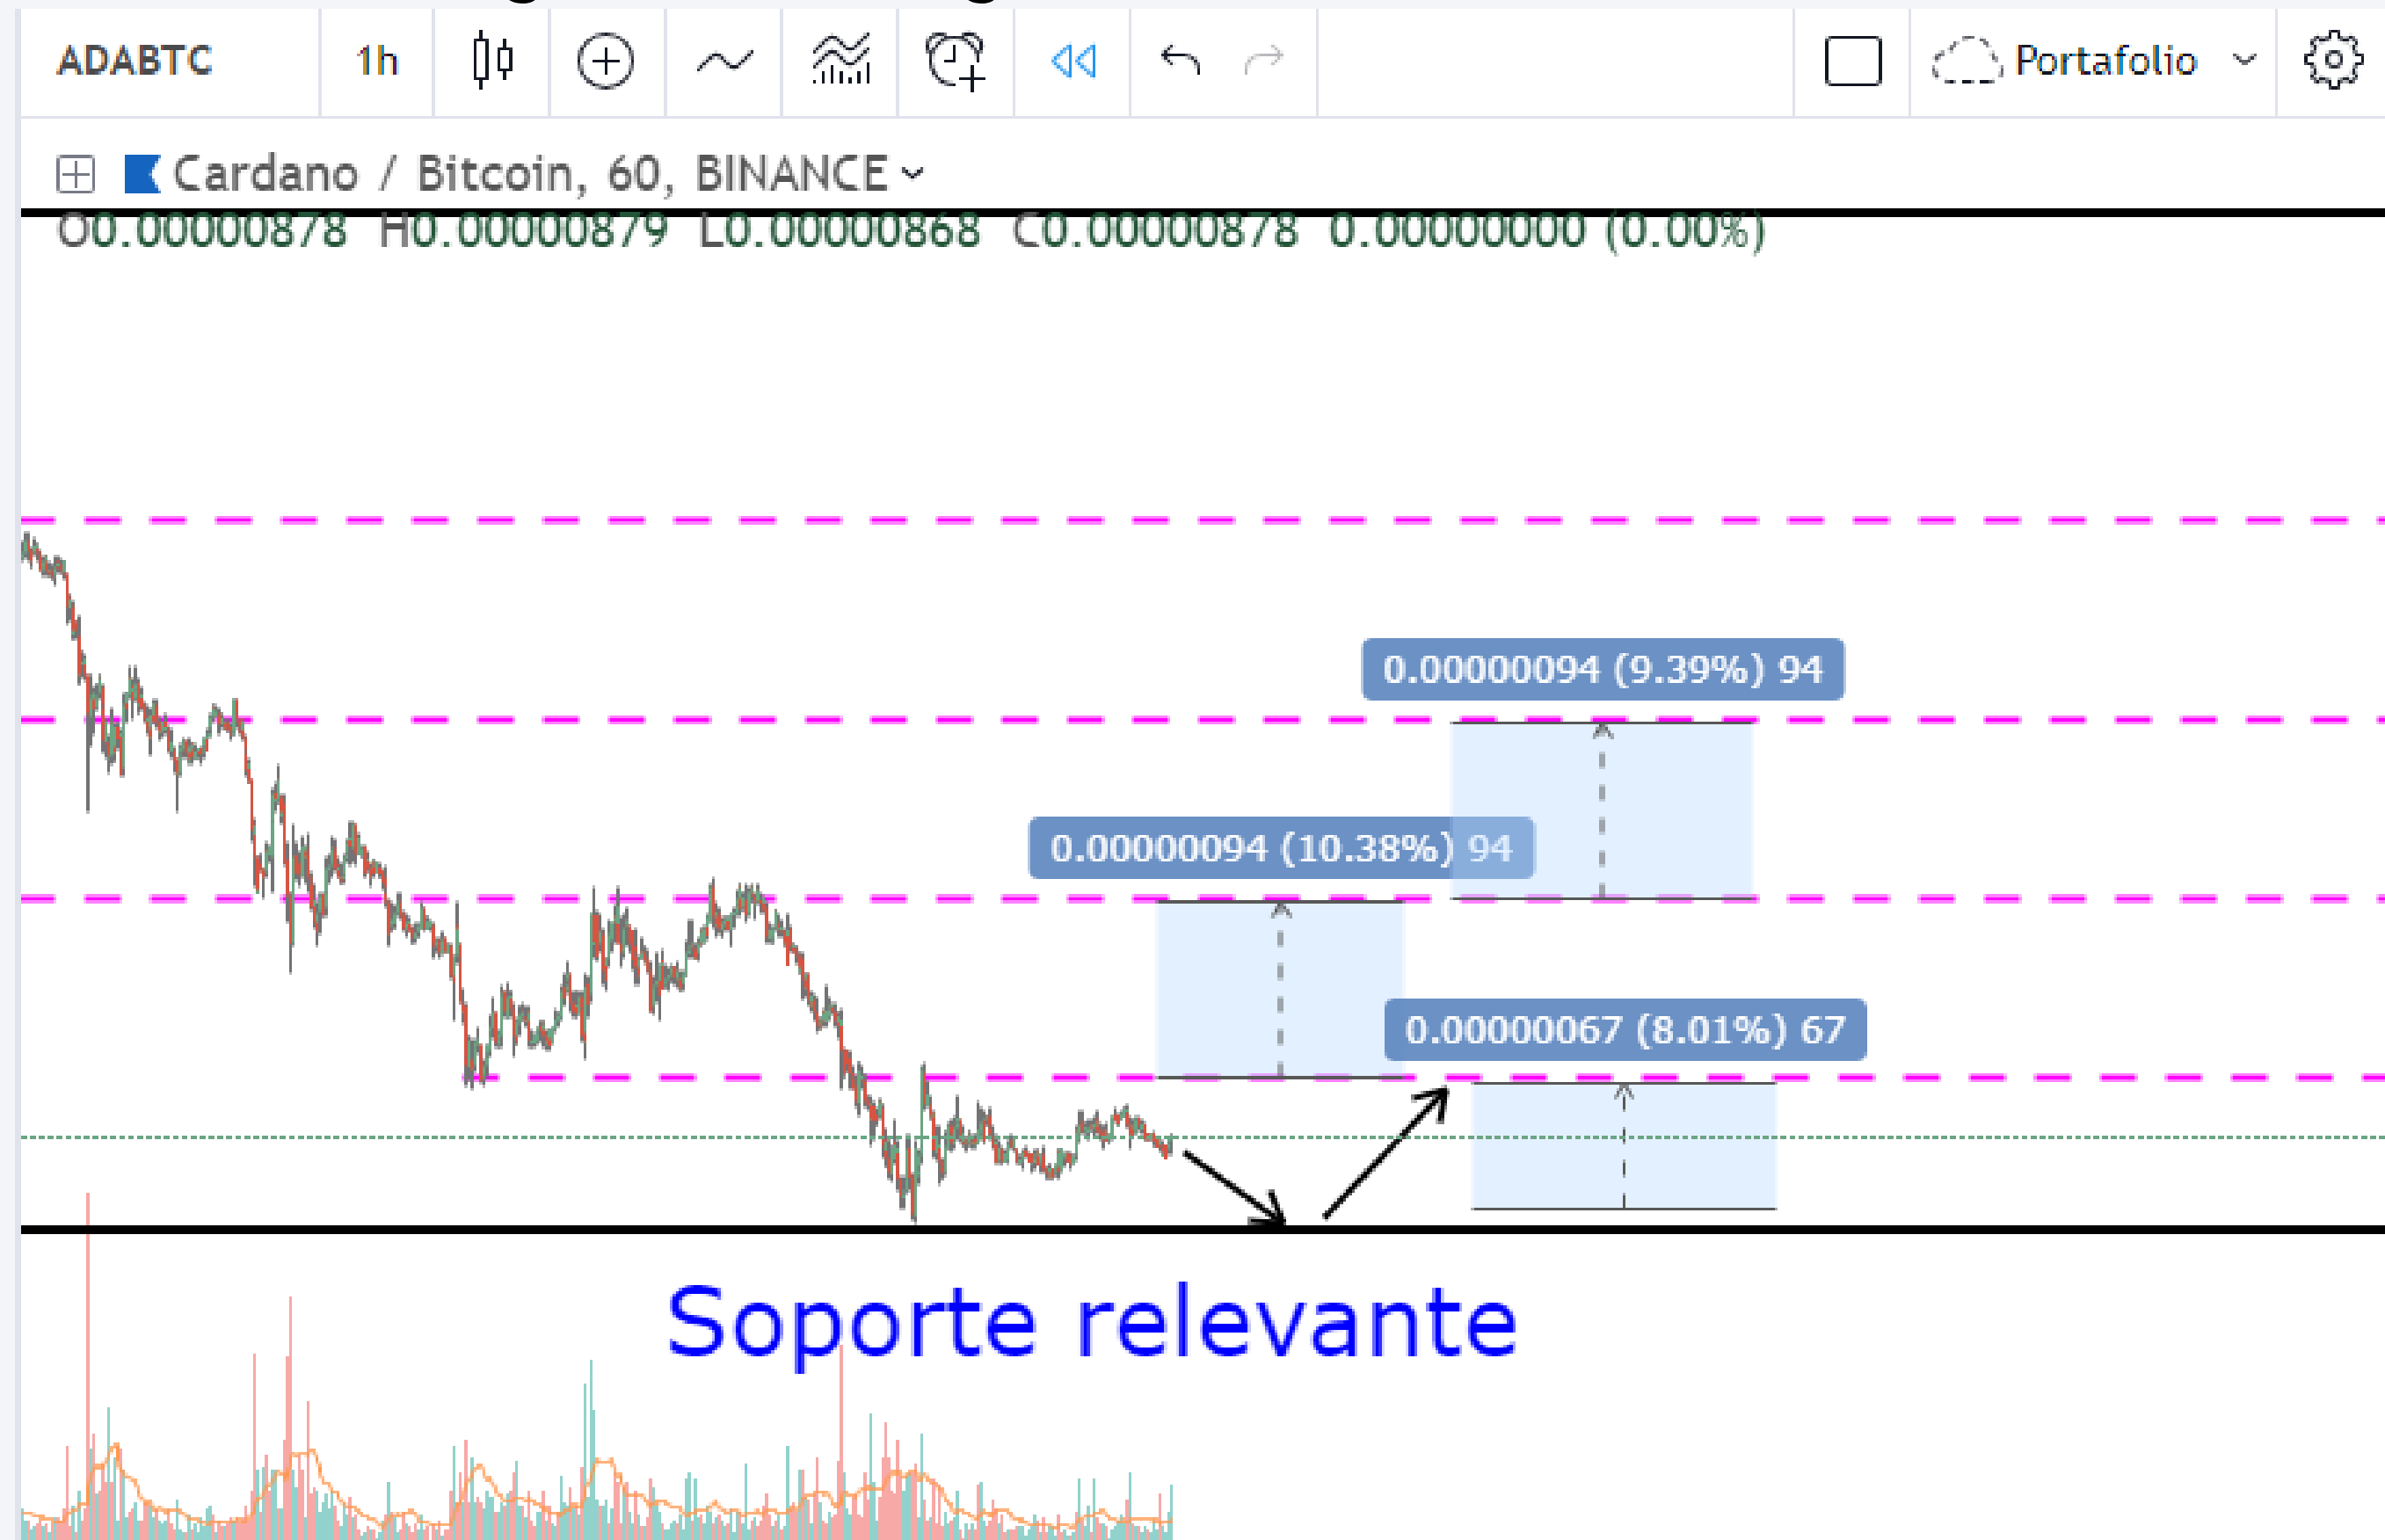 ADABTC 1h Portafolio
Cardano / Bitcoin, 60, BINANCE
O0.00000878 H0.00000879 L0.00000868 C0.00000878 0.00000000 (0.00%)
0.00000094 (9.39%) 94
0.00000094 (10.38%) 94
0.00000067 (8.01%) 67
Soporte relevante